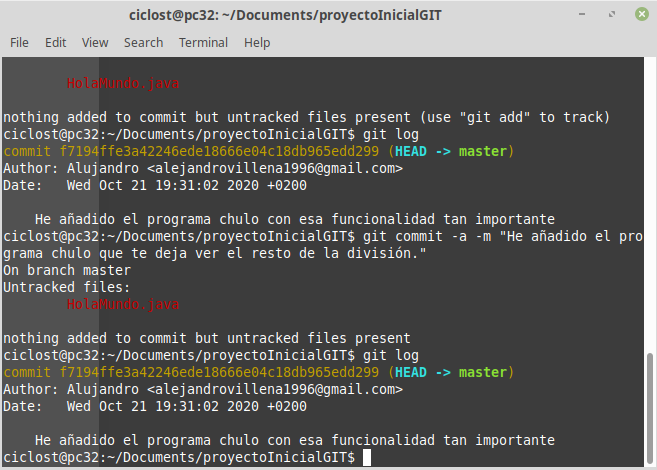 ciclost@pc32: ~/Documents/proyectoInicialGIT
File Edit View Search Terminal Help
HolaMundo.java
nothing added to commit but untracked files present (use "git add" to track)
ciclost@pc32:~/Documents/proyectoInicialGIT$ git log
commit f7194ffe3a42246ede18666e04c18db965edd299 (HEAD -> master)
Author: Alujandro <alejandrovillena1996@gmail.com>
Date:   Wed Oct 21 19:31:02 2020 +0200
    He añadido el programa chulo con esa funcionalidad tan importante
ciclost@pc32:~/Documents/proyectoInicialGIT$ git commit -a -m "He añadido el pro
grama chulo que te deja ver el resto de la división."
On branch master
Untracked files:
HolaMundo.java
nothing added to commit but untracked files present
ciclost@pc32:~/Documents/proyectoInicialGIT$ git log
commit f7194ffe3a42246ede18666e04c18db965edd299 (HEAD -> master)
Author: Alujandro <alejandrovillena1996@gmail.com>
Date:   Wed Oct 21 19:31:02 2020 +0200
    He añadido el programa chulo con esa funcionalidad tan importante
ciclost@pc32:~/Documents/proyectoInicialGIT$